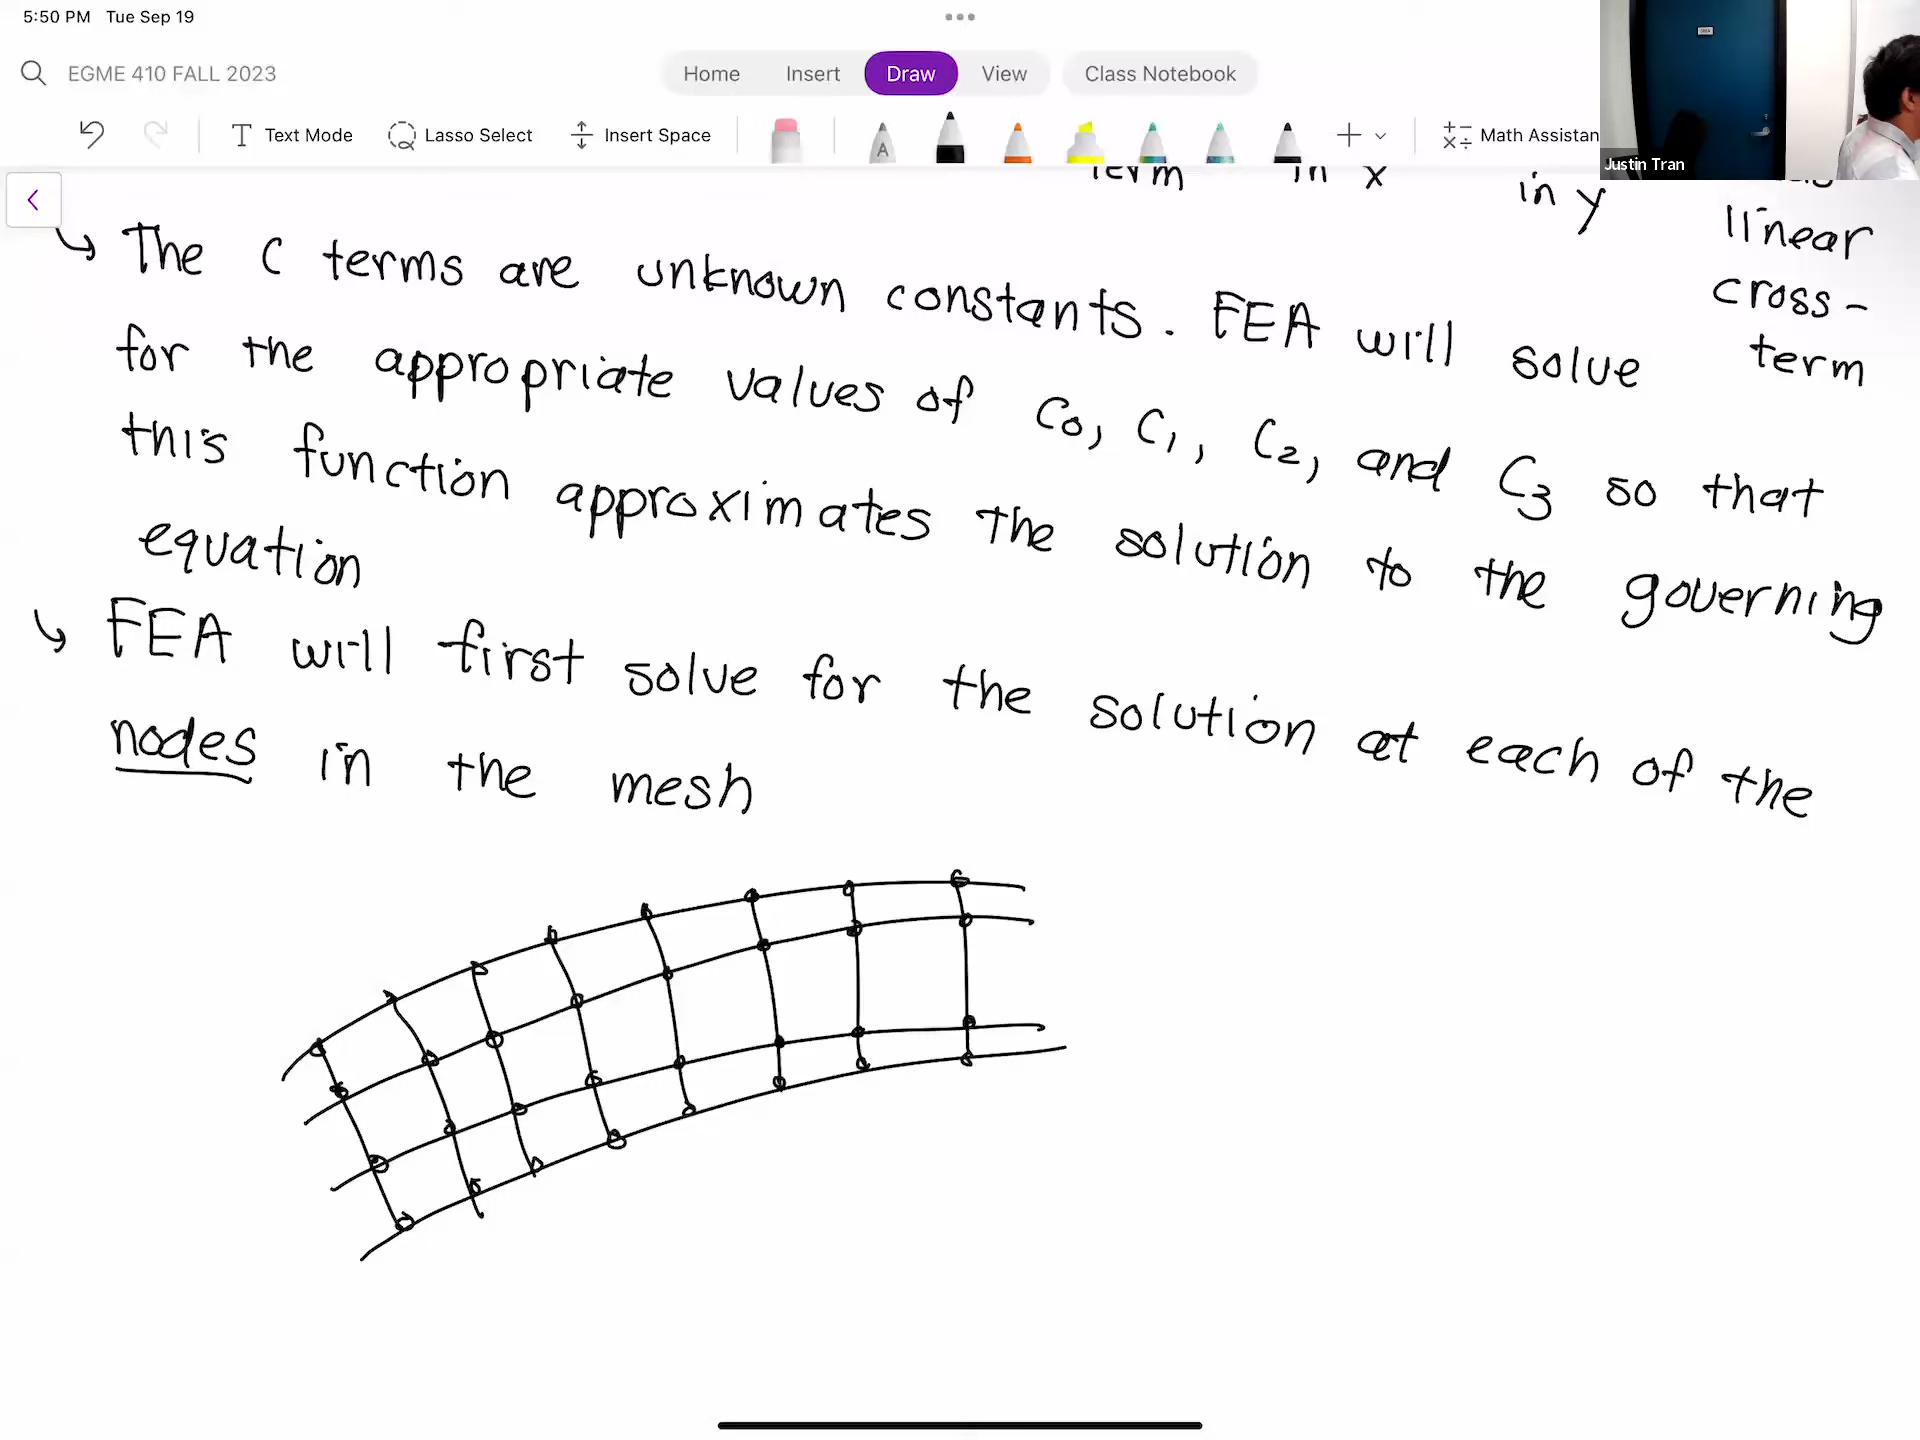 5:50 PM Tue Sep 19
EGME 410 FALL 2023
Home Insert Draw View Class Notebook
Text Mode Lasso Select Insert Space A Math Assistan
Justin Tran
term in x in y
linear
cross-
term
The C terms are unknown constants. FEA will solve
for the appropriate values of C0, C1, C2, and C3 so that
this function approximates the solution to the governing
equation
FEA will first solve for the solution at each of the
nodes in the mesh